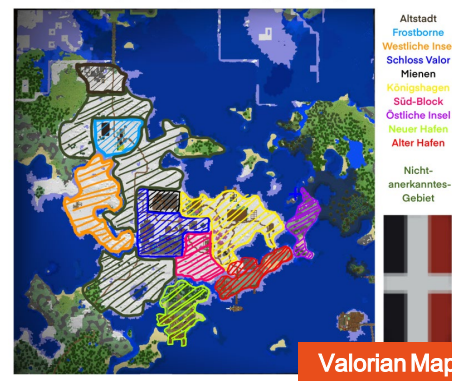 Altstadt
Frostborne
Westliche Inse
Schloss Valor
Mienen
Königshagen
Süd-Block
Östliche Insel
Neuer Hafen
Alter Hafen
Nicht-
anerkanntes-
Gebiet
Valorian Map